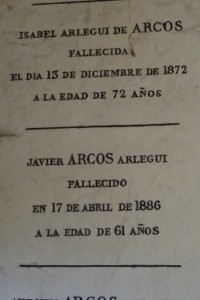 ISABEL ARLEGUI DE ARCOS
FALLECIDA
EL DIA 13 DE DICIEMBRE DE 1872
A LA EDAD DE 72 AÑOS
JAVIER ARCOS ARLEGUI
FALLECIDO
EN 17 DE ABRIL DE 1886
A LA EDAD DE 61 AÑOS
ARCOS